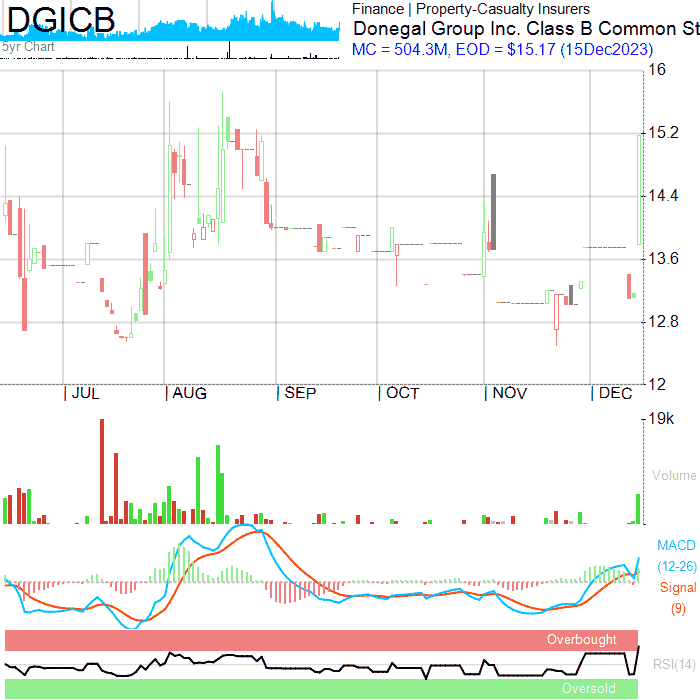 DGICB
5yr Chart
Finance | Property-Casualty Insurers
Donegal Group Inc. Class B Common St
MC = 504.3M, EOD = $15.17 (15Dec2023)
16
15.2
14.4
13.6
12.8
12
| JUL | AUG | SEP | OCT | NOV | DEC
19k
Volume
MACD
(12-26)
Signal
(9)
Overbought
RSI(14)
Oversold